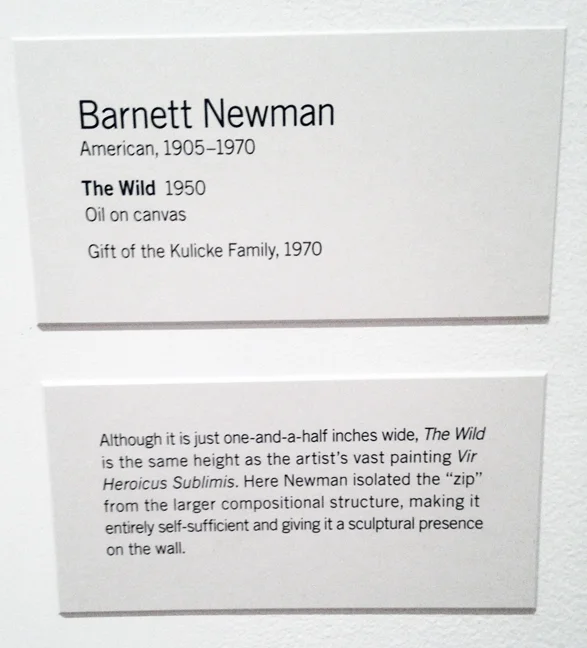 Barnett Newman
American, 1905–1970
The Wild 1950
Oil on canvas
Gift of the Kulicke Family, 1970
Although it is just one-and-a-half inches wide, The Wild
is the same height as the artist's vast painting Vir
Heroicus Sublimis. Here Newman isolated the “zip”
from the larger compositional structure, making it
entirely self-sufficient and giving it a sculptural presence
on the wall.